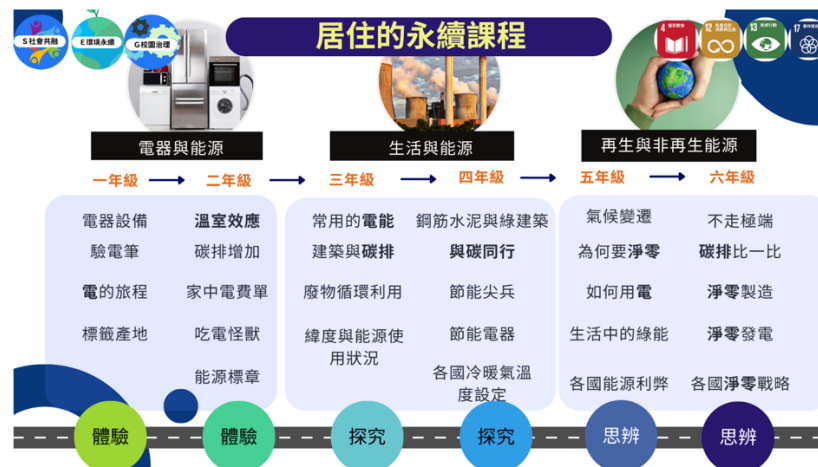 S社會共融
E環境永續
G校園治理
居住的永續課程
4
12
13
17
電器與能源
生活與能源
再生與非再生能源
一年級
二年級
三年級
四年級
五年級
六年級
電器設備
驗電筆
電的旅程
標籤產地
溫室效應
碳排增加
家中電費單
吃電怪獸
能源標章
常用的電能
建築與碳排
廢物循環利用
緯度與能源使
用狀況
鋼筋水泥與綠建築
與碳同行
節能尖兵
節能電器
各國冷暖氣溫
度設定
氣候變遷
為何要淨零
如何用電
生活中的綠能
各國能源利弊
不走極端
碳排比一比
淨零製造
淨零發電
各國淨零戰略
體驗
體驗
探究
探究
思辨
思辨